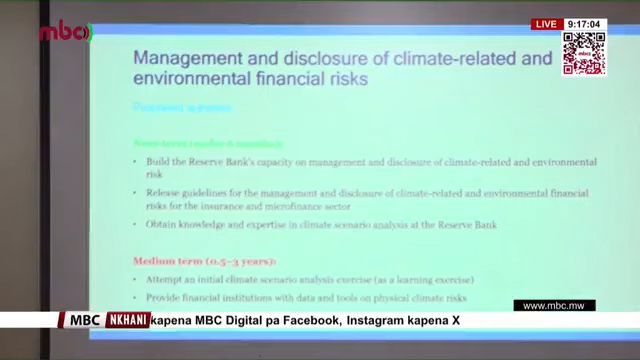 mbc
LIVE 9:17:04
Management and disclosure of climate-related and
environmental financial risks
• Build the Reserve Bank's capacity on management and disclosure of climate-related and environmental
risk
• Release guidelines for the management and disclosure of climate-related and environmental financial
risks for the insurance and microfinance sector
• Obtain knowledge and expertise in climate scenario analysis at the Reserve Bank
Medium term (0.5–3 years):
• Attempt an initial climate scenario analysis exercise (as a learning exercise)
• Provide financial institutions with data and tools on physical climate risks
www.mbc.mw
MBC NKHANI kapena MBC Digital pa Facebook, Instagram kapena X